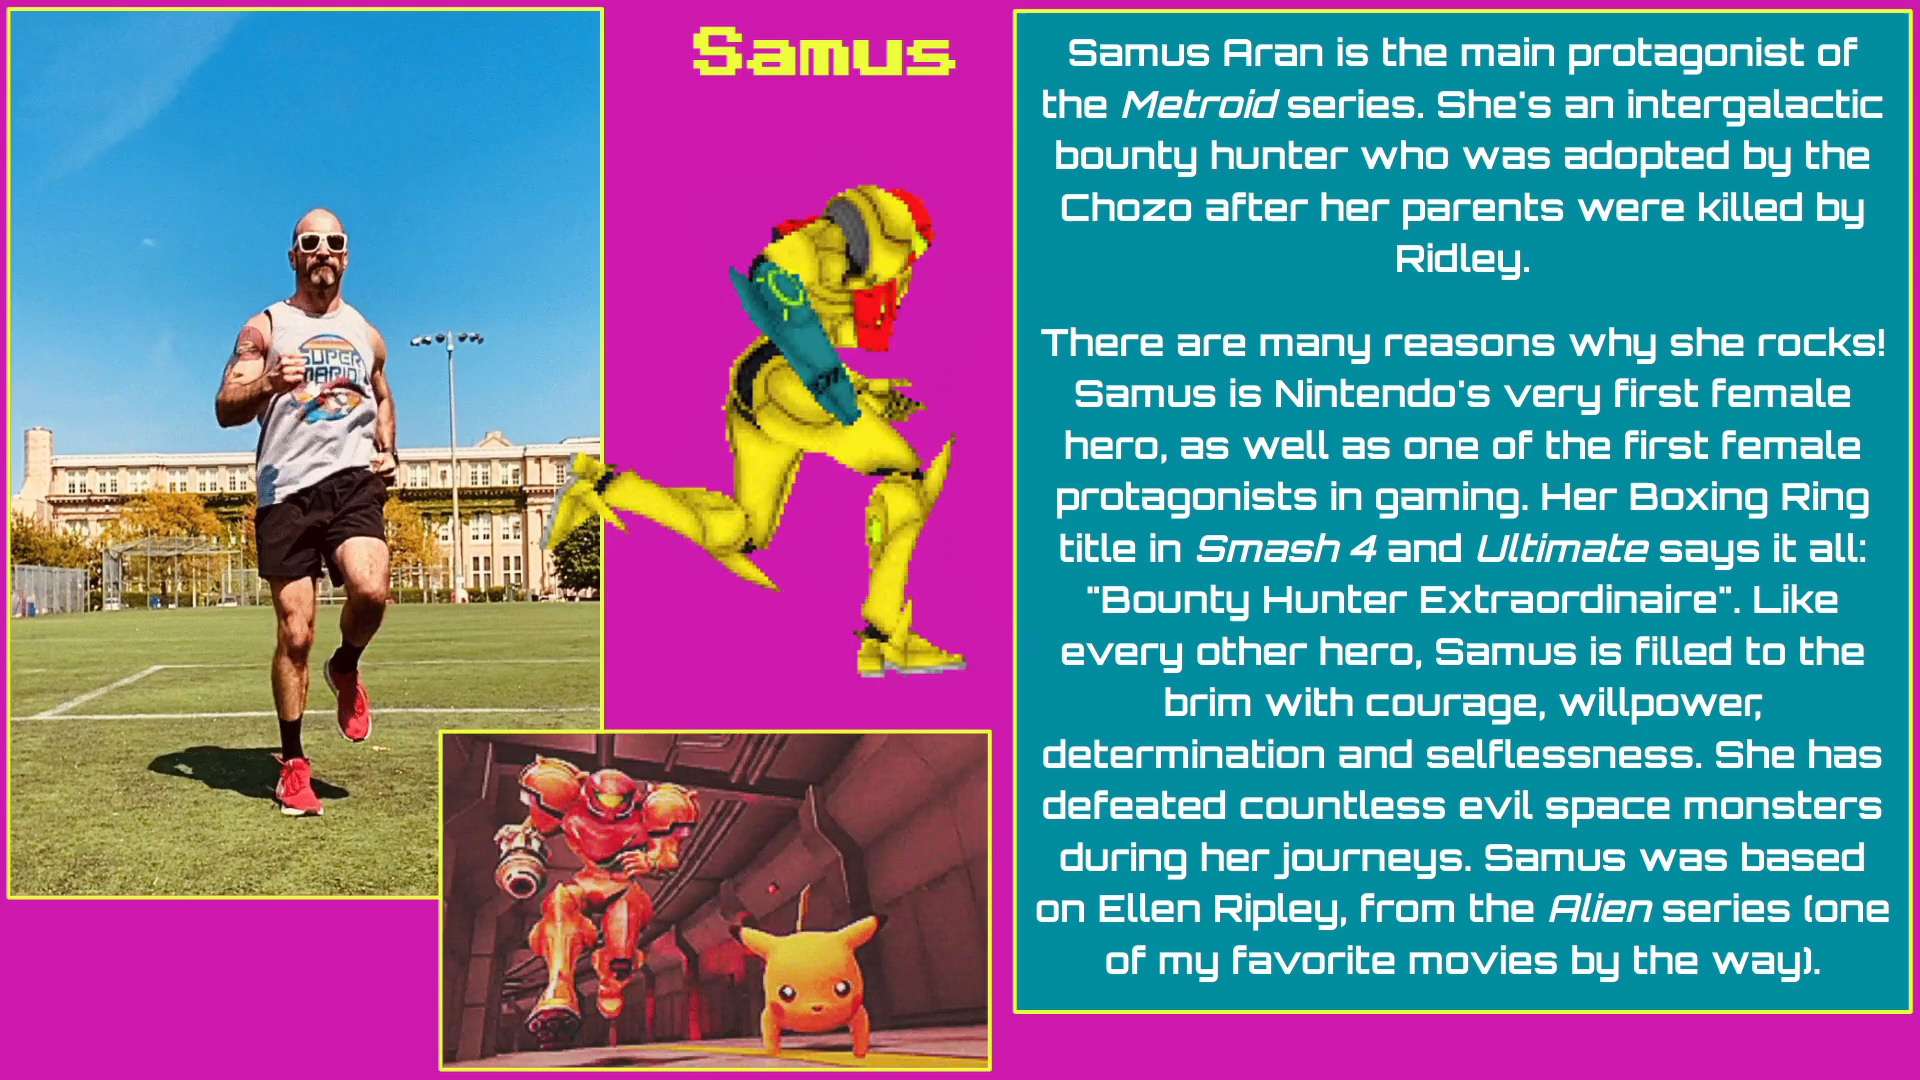 Samus
SUPER
MARIO
Samus Aran is the main protagonist of
the Metroid series. She's an intergalactic
bounty hunter who was adopted by the
Chozo after her parents were killed by
Ridley.
There are many reasons why she rocks!
Samus is Nintendo's very first female
hero, as well as one of the first female
protagonists in gaming. Her Boxing Ring
title in Smash 4 and Ultimate says it all:
"Bounty Hunter Extraordinaire". Like
every other hero, Samus is filled to the
brim with courage, willpower,
determination and selflessness. She has
defeated countless evil space monsters
during her journeys. Samus was based
on Ellen Ripley, from the Alien series (one
of my favorite movies by the way).